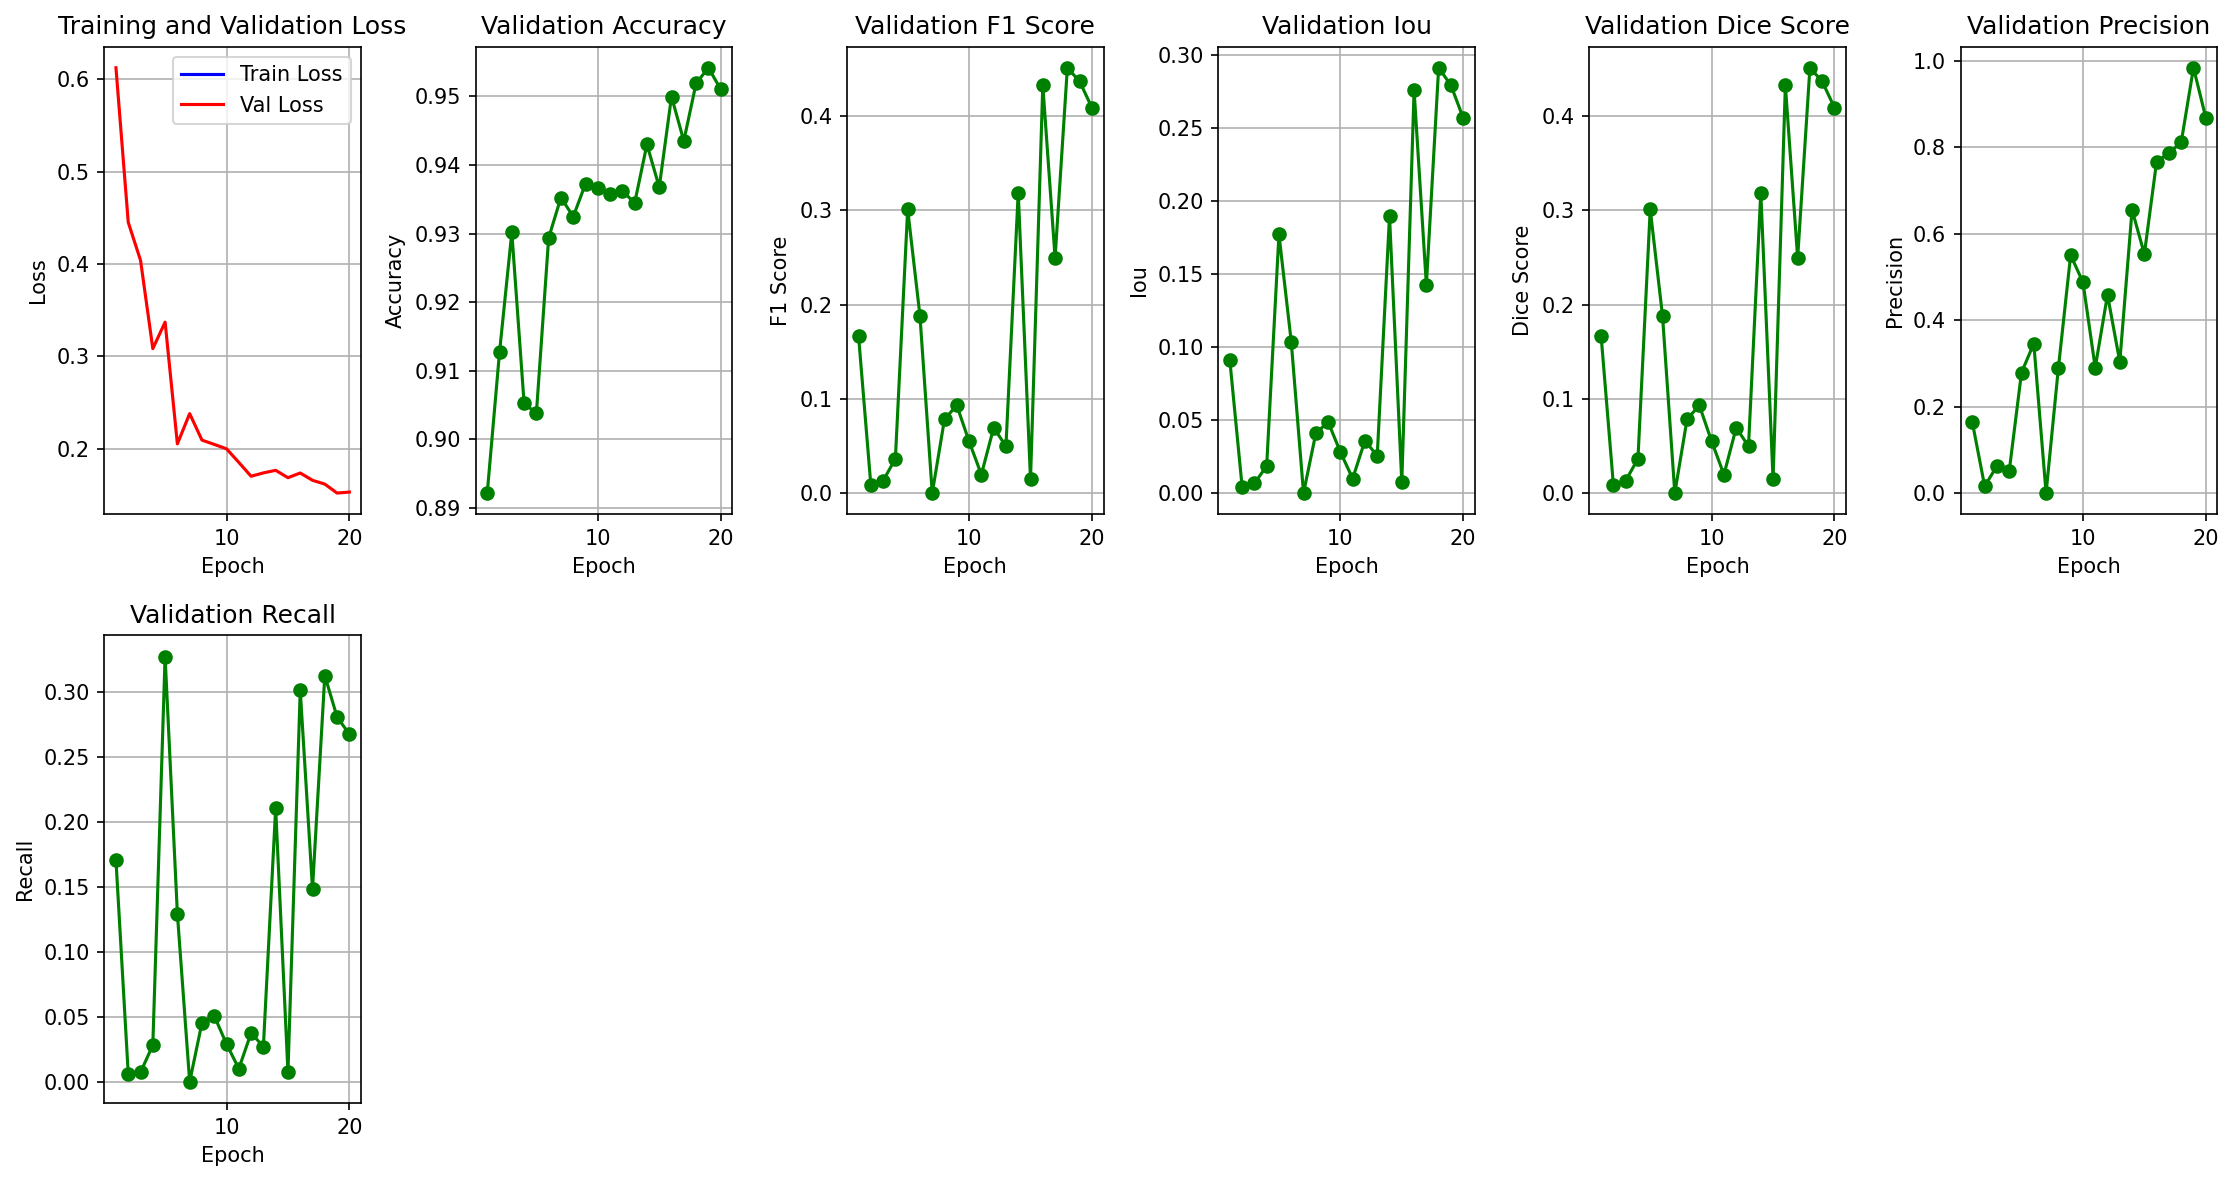 Training and Validation Loss
Train Loss
Val Loss
0.6
0.5
0.4
0.3
0.2
Loss
10 20
Epoch
Validation Accuracy
0.95
0.94
0.93
0.92
0.91
0.90
0.89
Accuracy
10 20
Epoch
Validation F1 Score
0.4
0.3
0.2
0.1
0.0
F1 Score
10 20
Epoch
Validation Iou
0.30
0.25
0.20
0.15
0.10
0.05
0.00
Iou
10 20
Epoch
Validation Dice Score
0.4
0.3
0.2
0.1
0.0
Dice Score
10 20
Epoch
Validation Precision
1.0
0.8
0.6
0.4
0.2
0.0
Precision
10 20
Epoch
Validation Recall
0.30
0.25
0.20
0.15
0.10
0.05
0.00
Recall
10 20
Epoch